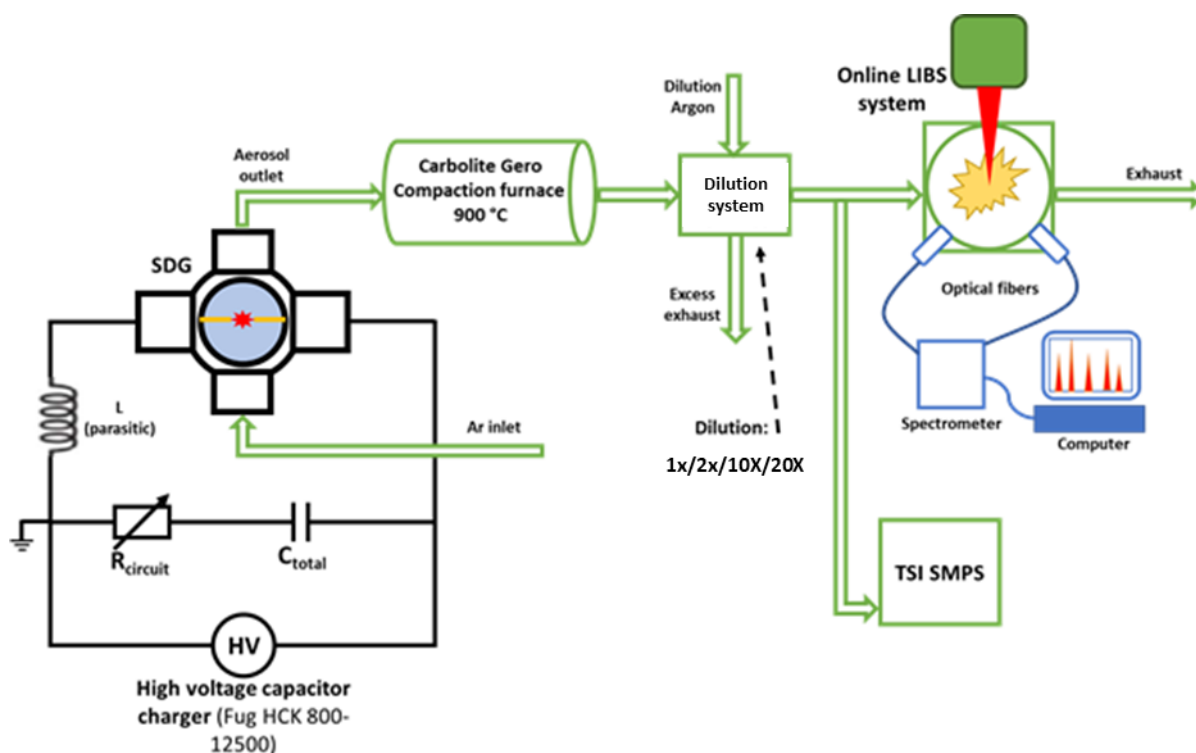 Online LIBS
system
Dilution
Argon
Aerosol
outlet
Carbolite Gero
Compaction furnace
900 °C
Dilution
system
Exhaust
SDG
Excess
exhaust
Optical fibers
L
(parasitic)
Ar inlet
Dilution:
1x/2x/10X/20X
Spectrometer
Computer
Rcircuit
Ctotal
TSI SMPS
HV
High voltage capacitor
charger (Fug HCK 800-
12500)